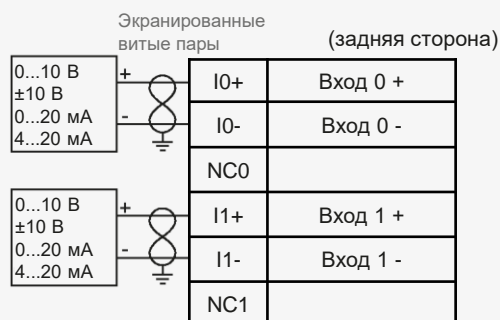 Экранированные
витые пары
(задняя сторона)
0...10 В
±10 В
0...20 мА
4...20 мА
+
-
I0+ Вход 0 +
I0- Вход 0 -
NC0
0...10 В
±10 В
0...20 мА
4...20 мА
+
-
I1+ Вход 1 +
I1- Вход 1 -
NC1